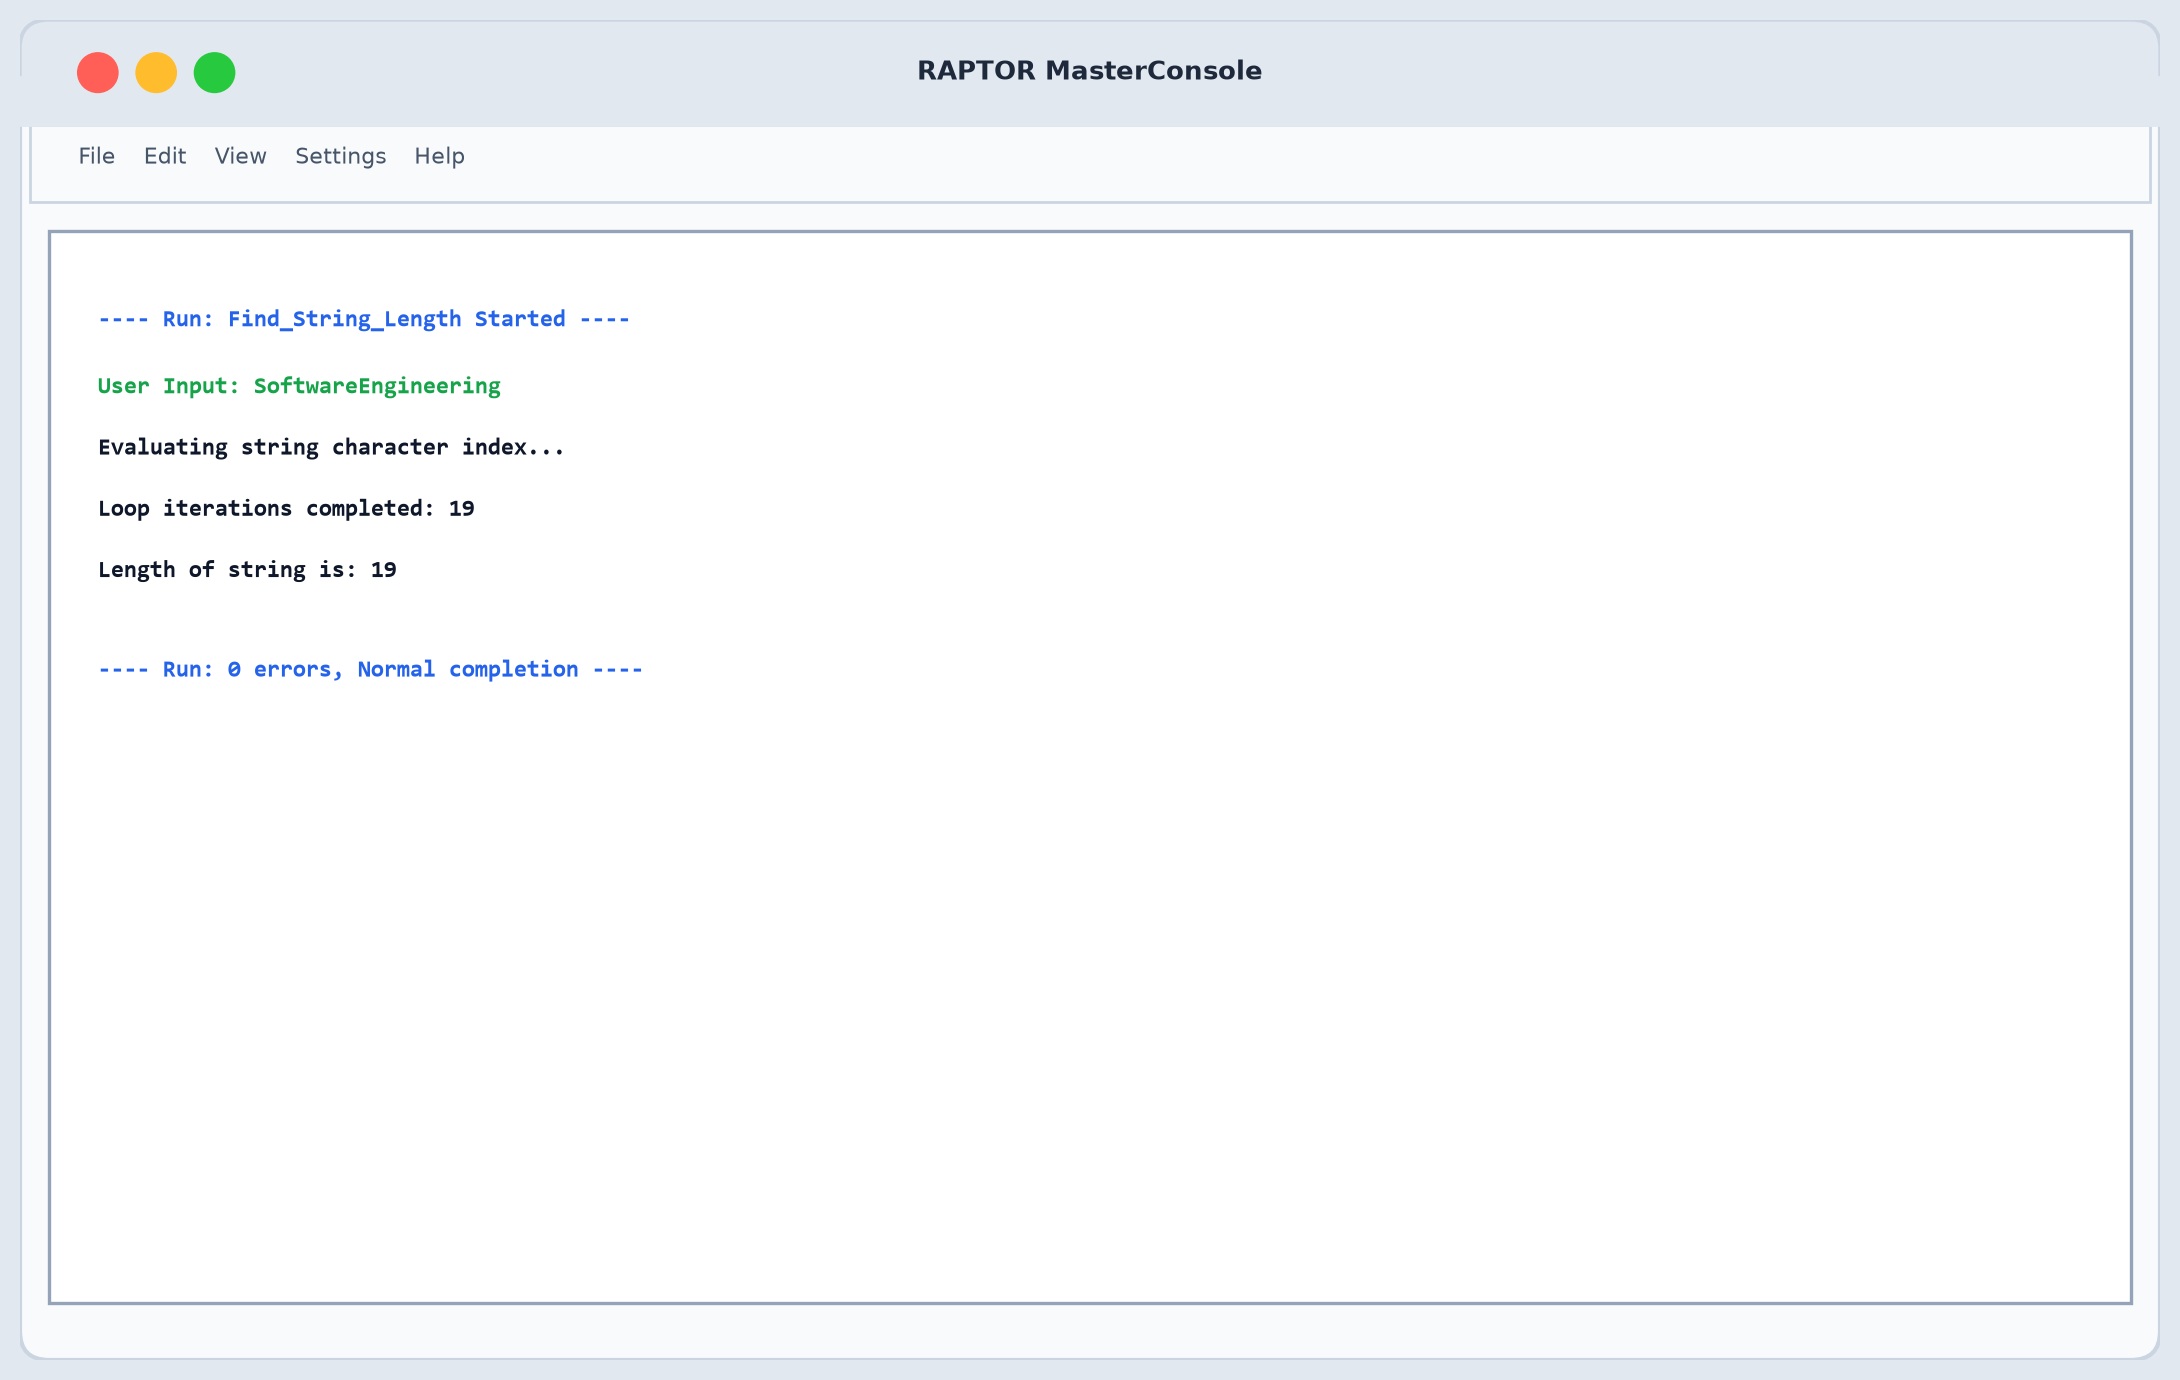 RAPTOR MasterConsole
File Edit View Settings Help
---- Run: Find_String_Length Started ----
User Input: SoftwareEngineering
Evaluating string character index...
Loop iterations completed: 19
Length of string is: 19
---- Run: 0 errors, Normal completion ----